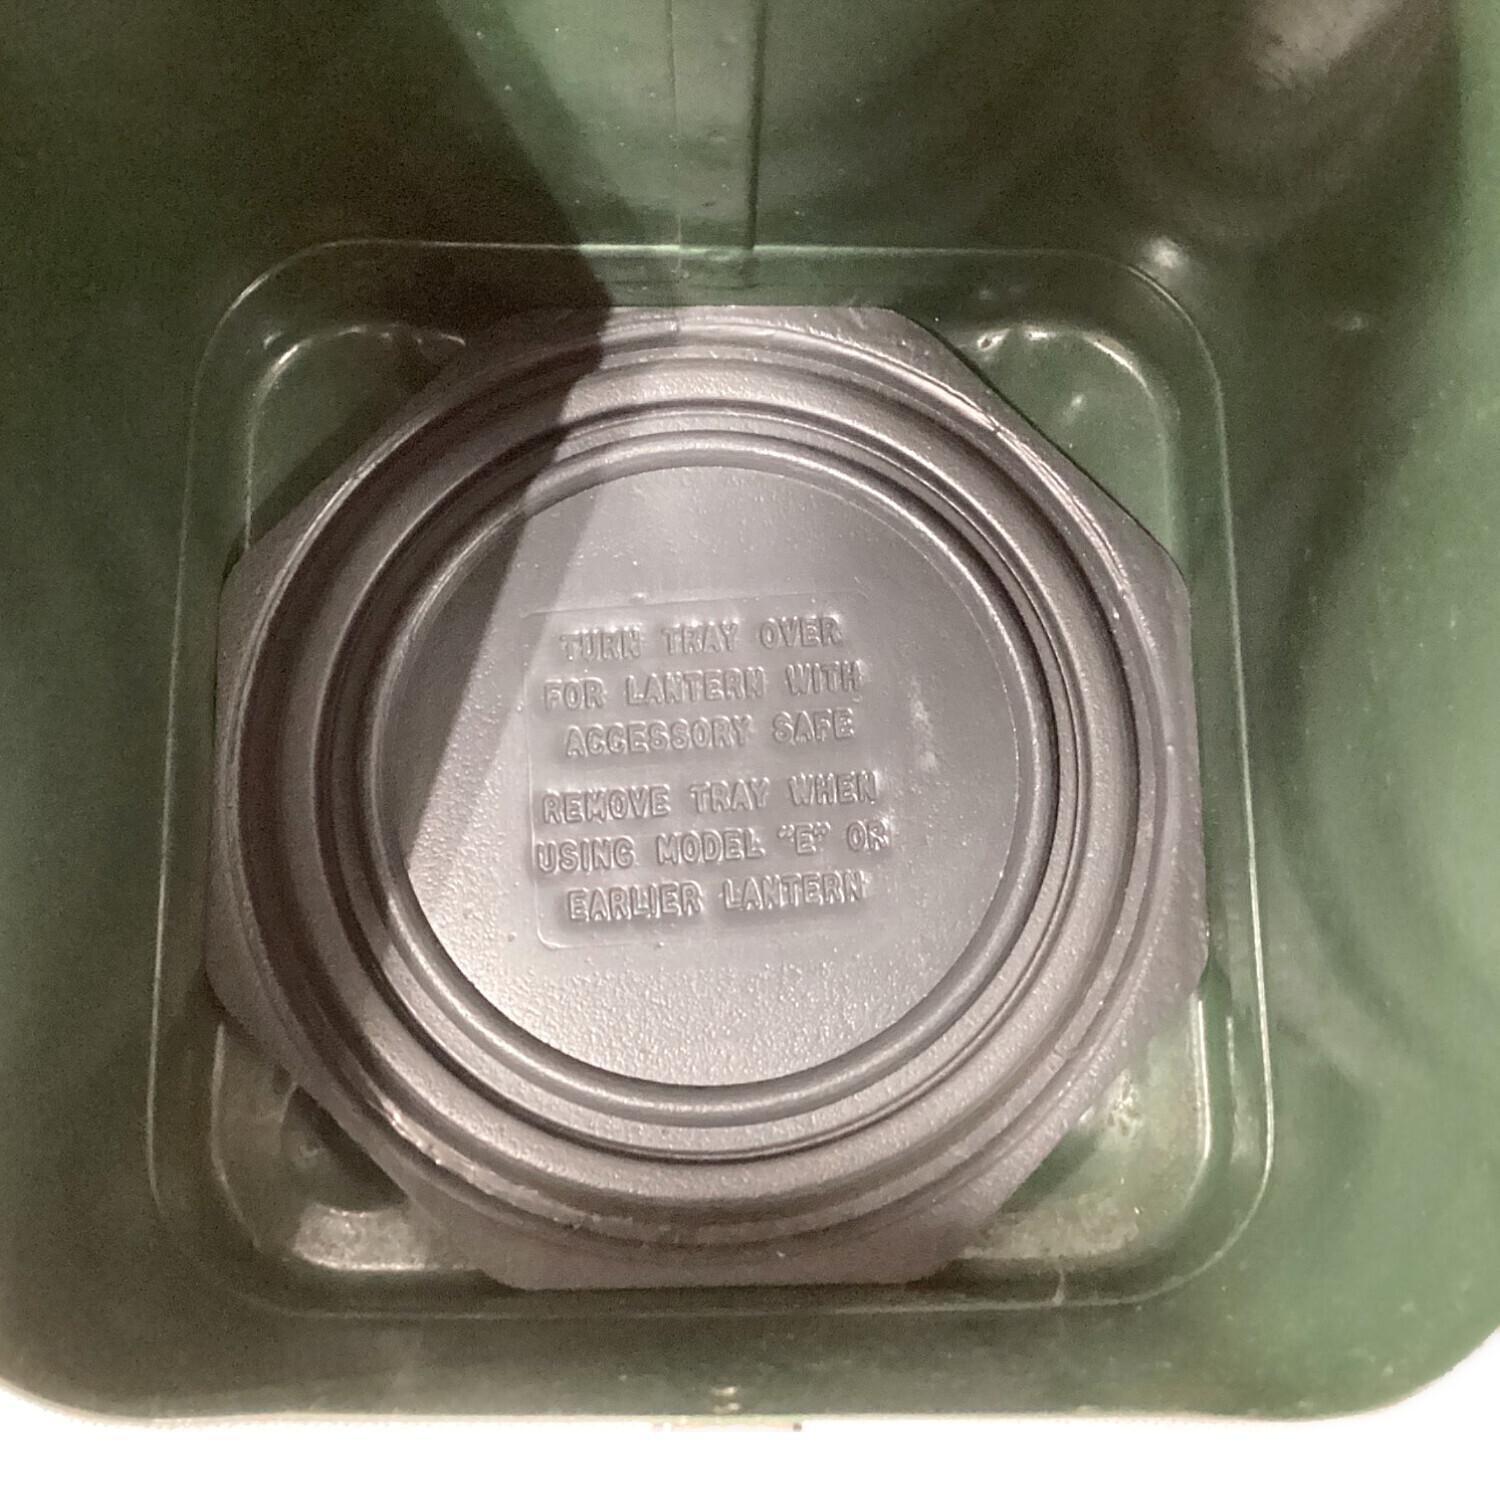 TURN TRAY OVER
FOR LANTERN WITH
ACCESSORY SAFE
REMOVE TRAY WHEN
USING MODEL "E" OR
EARLIER LANTERN